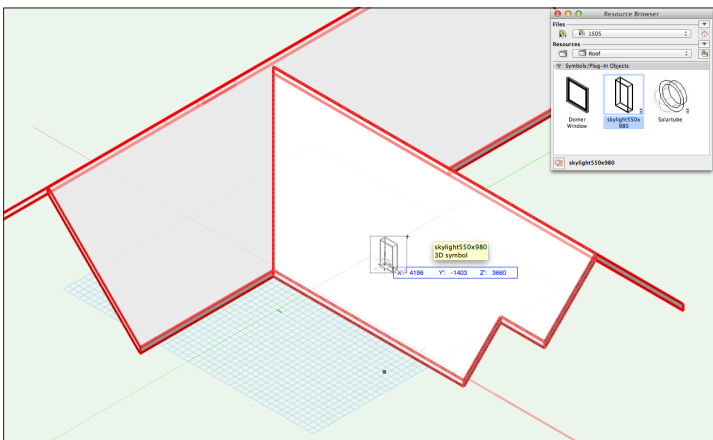 Resource Browser
Files
1505
Resources
Roof
Symbols/Plug-In Objects
Domer
Window
skylight550x
980
Solartube
skylight550x980
skylight550x980
3D symbol
X': 4196 Y': -1403 Z': 3660